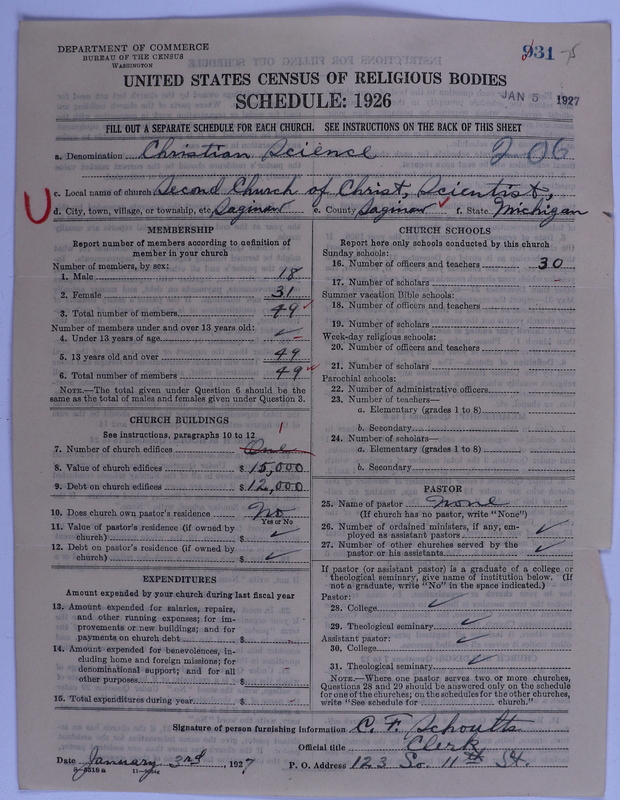 DEPARTMENT OF COMMERCE
BUREAU OF THE CENSUS
WASHINGTON
931
UNITED STATES CENSUS OF RELIGIOUS BODIES
SCHEDULE: 1926
JAN 5 1927
FILL OUT A SEPARATE SCHEDULE FOR EACH CHURCH. SEE INSTRUCTIONS ON THE BACK OF THIS SHEET
a. Denomination Christian Science 206
c. Local name of church Second Church of Christ, Scientist,
d. City, town, village, or township, etc Saginaw e. County Saginaw f. State Michigan
MEMBERSHIP
Report number of members according to definition of
member in your church
Number of members, by sex:
1. Male 18
2. Female 31
3. Total number of members 49
Number of members under and over 13 years old:
4. Under 13 years of age
5. 13 years old and over 49
6. Total number of members 49
NOTE.—The total given under Question 6 should be
same as the total of males and females given under Question 3.
CHURCH BUILDINGS
See instructions, paragraphs 10 to 12
1
7. Number of church edifices One
8. Value of church edifices $ 15,000
9. Debt on church edifices $ 12,000
10. Does church own pastor's residence No
Yes or No
11. Value of pastor's residence (if owned by
church) $
12. Debt on pastor's residence (if owned by
church) $
EXPENDITURES
Amount expended by your church during last fiscal year
13. Amount expended for salaries, repairs,
and other running expenses; for im-
provements or new buildings; and for
payments on church debt $
14. Amount expended for benevolences, in-
cluding home and foreign missions; for
denominational support; and for all
other purposes $
15. Total expenditures during year $
CHURCH SCHOOLS
Report here only schools conducted by this church
Sunday schools:
16. Number of officers and teachers 30
17. Number of scholars
Summer vacation Bible schools:
18. Number of officers and teachers
19. Number of scholars
Week-day religious schools:
20. Number of officers and teachers
21. Number of scholars
Parochial schools:
22. Number of administrative officers
23. Number of teachers—
a. Elementary (grades 1 to 8)
b. Secondary
24. Number of scholars—
a. Elementary (grades 1 to 8)
b. Secondary
PASTOR
25. Name of pastor None
(If church has no pastor, write "None")
26. Number of ordained ministers, if any, em-
ployed as assistant pastors
27. Number of other churches served by the
pastor or his assistants
If pastor (or assistant pastor) is a graduate of a college or
theological seminary, give name of institution below. (If
not a graduate, write "No" in the space indicated.)
Pastor:
28. College
29. Theological seminary
Assistant pastor:
30. College
31. Theological seminary
NOTE.—Where one pastor serves two or more churches,
Questions 28 and 29 should be answered only on the schedule
for one of the churches; on the schedules for the other churches,
write "See schedule for church."
Signature of person furnishing information C. F. Schoultz
Official title Clerk
Date January 3rd, 1927 P. O. Address 123 So. 11th St.